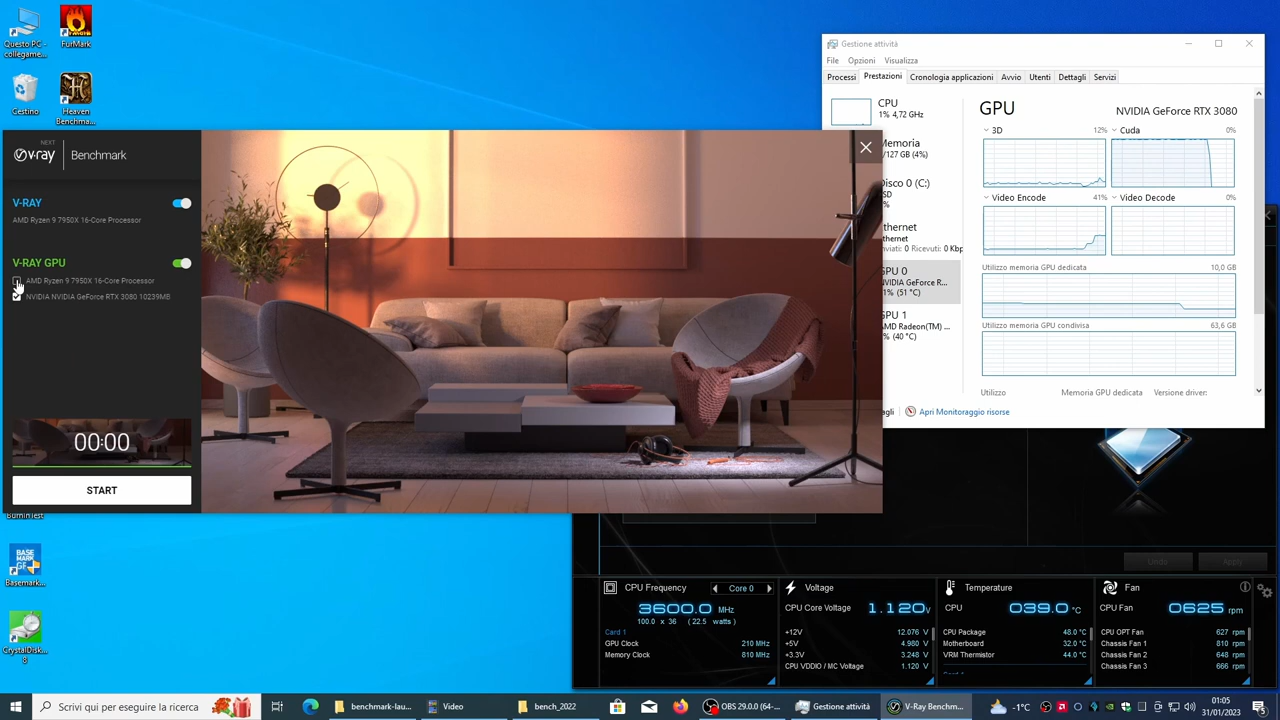 Questo PC -
collegame...
FurMark
Cestino
Heaven
Benchma...
NEXT
v-ray
Benchmark
V-RAY
AMD Ryzen 9 7950X 16-Core Processor
V-RAY GPU
AMD Ryzen 9 7950X 16-Core Processor
NVIDIA NVIDIA GeForce RTX 3080 10239MB
00:00
START
BurnInTest
BASE
MARK
GPU
Basemark...
CrystalDisk...
8
Gestione attività
File
Opzioni
Visualizza
Processi
Prestazioni
Cronologia applicazioni
Avvio
Utenti
Dettagli
Servizi
CPU
1% 4,72 GHz
Memoria
/127 GB (4%)
Disco 0 (C:)
SSD
%
Ethernet
Ethernet
Inviati: 0 Ricevuti: 0 Kbp
GPU 0
NVIDIA GeForce R...
1% (51 °C)
GPU 1
AMD Radeon(TM) ...
% (40 °C)
GPU
NVIDIA GeForce RTX 3080
3D
12%
Cuda
0%
Video Encode
41%
Video Decode
0%
Utilizzo memoria GPU dedicata
10,0 GB
Utilizzo memoria GPU condivisa
63,6 GB
Utilizzo
Memoria GPU dedicata
Versione driver:
agli
Apri Monitoraggio risorse
Undo
Apply
CPU Frequency
Core 0
3600.0 MHz
100.0 x 36 ( 22.5 watts )
Card 1
GPU Clock
210 MHz
Memory Clock
810 MHz
Voltage
CPU Core Voltage
1.120 V
+12V
12.076 V
+5V
4.980 V
+3.3V
3.248 V
CPU VDDIO / MC Voltage
1.120 V
Temperature
CPU
039.0 °C
CPU Package
48.0 °C
Motherboard
32.0 °C
VRM Thermistor
44.0 °C
Fan
CPU Fan
0625 rpm
CPU OPT Fan
627 rpm
Chassis Fan 1
810 rpm
Chassis Fan 2
648 rpm
Chassis Fan 3
666 rpm
Scrivi qui per eseguire la ricerca
benchmark-lau...
Video
bench_2022
OBS 29.0.0 (64-...
Gestione attività
V-Ray Benchm...
-1°C
01:05
31/01/2023